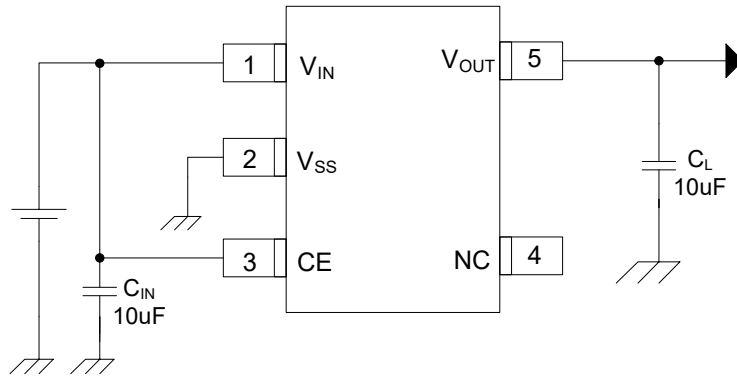 1 V_IN
V_OUT 5
2 V_SS
C_L
10uF
3 CE
NC 4
C_IN
10uF